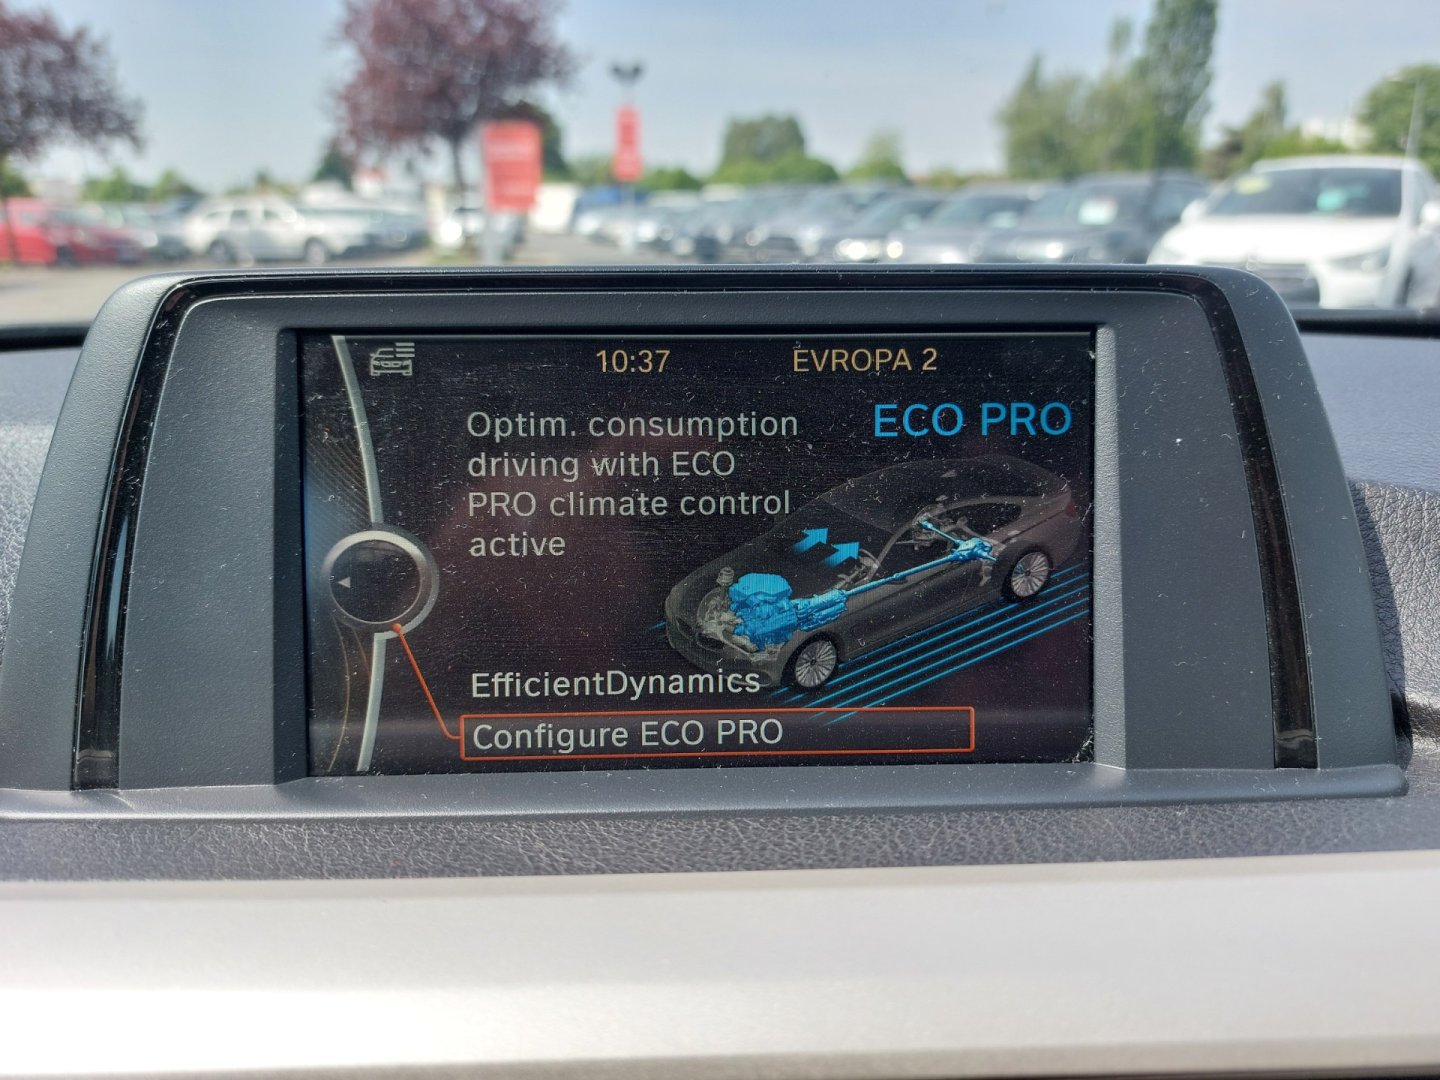 10:37 EVROPA 2
ECO PRO
Optim. consumption
driving with ECO
PRO climate control
active
EfficientDynamics
Configure ECO PRO